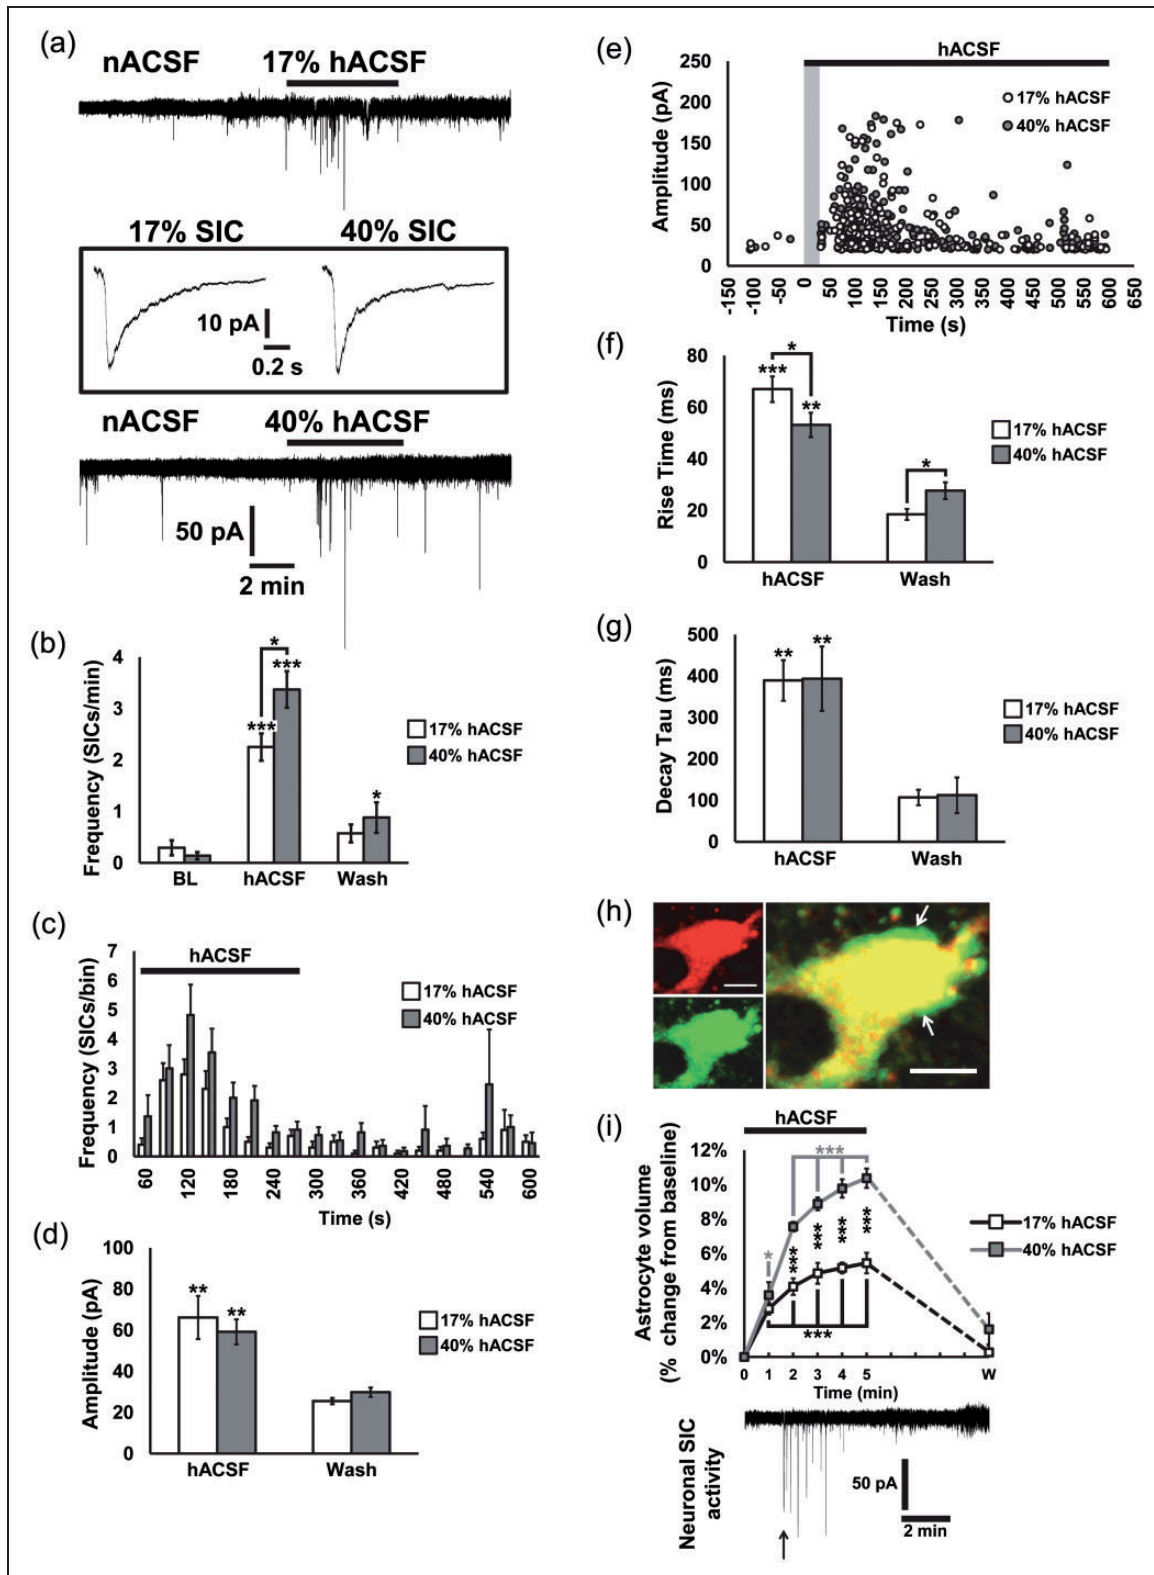 (a)
nACSF 17% hACSF
17% SIC 40% SIC
10 pA
0.2 s
nACSF 40% hACSF
50 pA
2 min
(b)
Frequency (SICs/min)
4
3
2
1
0
*
***
***
*
17% hACSF
40% hACSF
BL hACSF Wash
(c)
Frequency (SICs/bin)
hACSF
7
6
5
4
3
2
1
0
17% hACSF
40% hACSF
60 120 180 240 300 360 420 480 540 600
Time (s)
(d)
Amplitude (pA)
100
80
60
40
20
0
** **
17% hACSF
40% hACSF
hACSF Wash
(e)
hACSF
Amplitude (pA)
250
200
150
100
50
0
17% hACSF
40% hACSF
-150 -100 -50 0 50 100 150 200 250 300 350 400 450 500 550 600 650
Time (s)
(f)
Rise Time (ms)
80
60
40
20
0
*
***
**
*
17% hACSF
40% hACSF
hACSF Wash
(g)
Decay Tau (ms)
500
400
300
200
100
0
** **
17% hACSF
40% hACSF
hACSF Wash
(h)
(i)
hACSF
Astrocyte volume
(% change from baseline)
12%
10%
8%
6%
4%
2%
0%
***
*
*** *** *** ***
***
17% hACSF
40% hACSF
0 1 2 3 4 5 W
Time (min)
Neuronal SIC
activity
50 pA
2 min